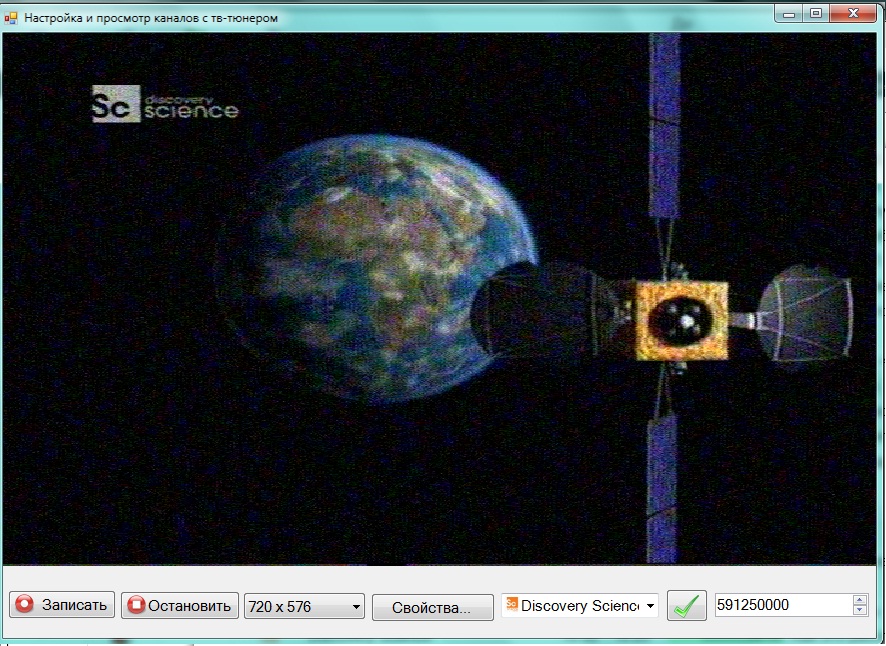 Настройка и просмотр каналов с тв-тюнером
Sc discovery
science
Записать
Остановить
720 x 576
Свойства...
Sc
Discovery Scienc
591250000